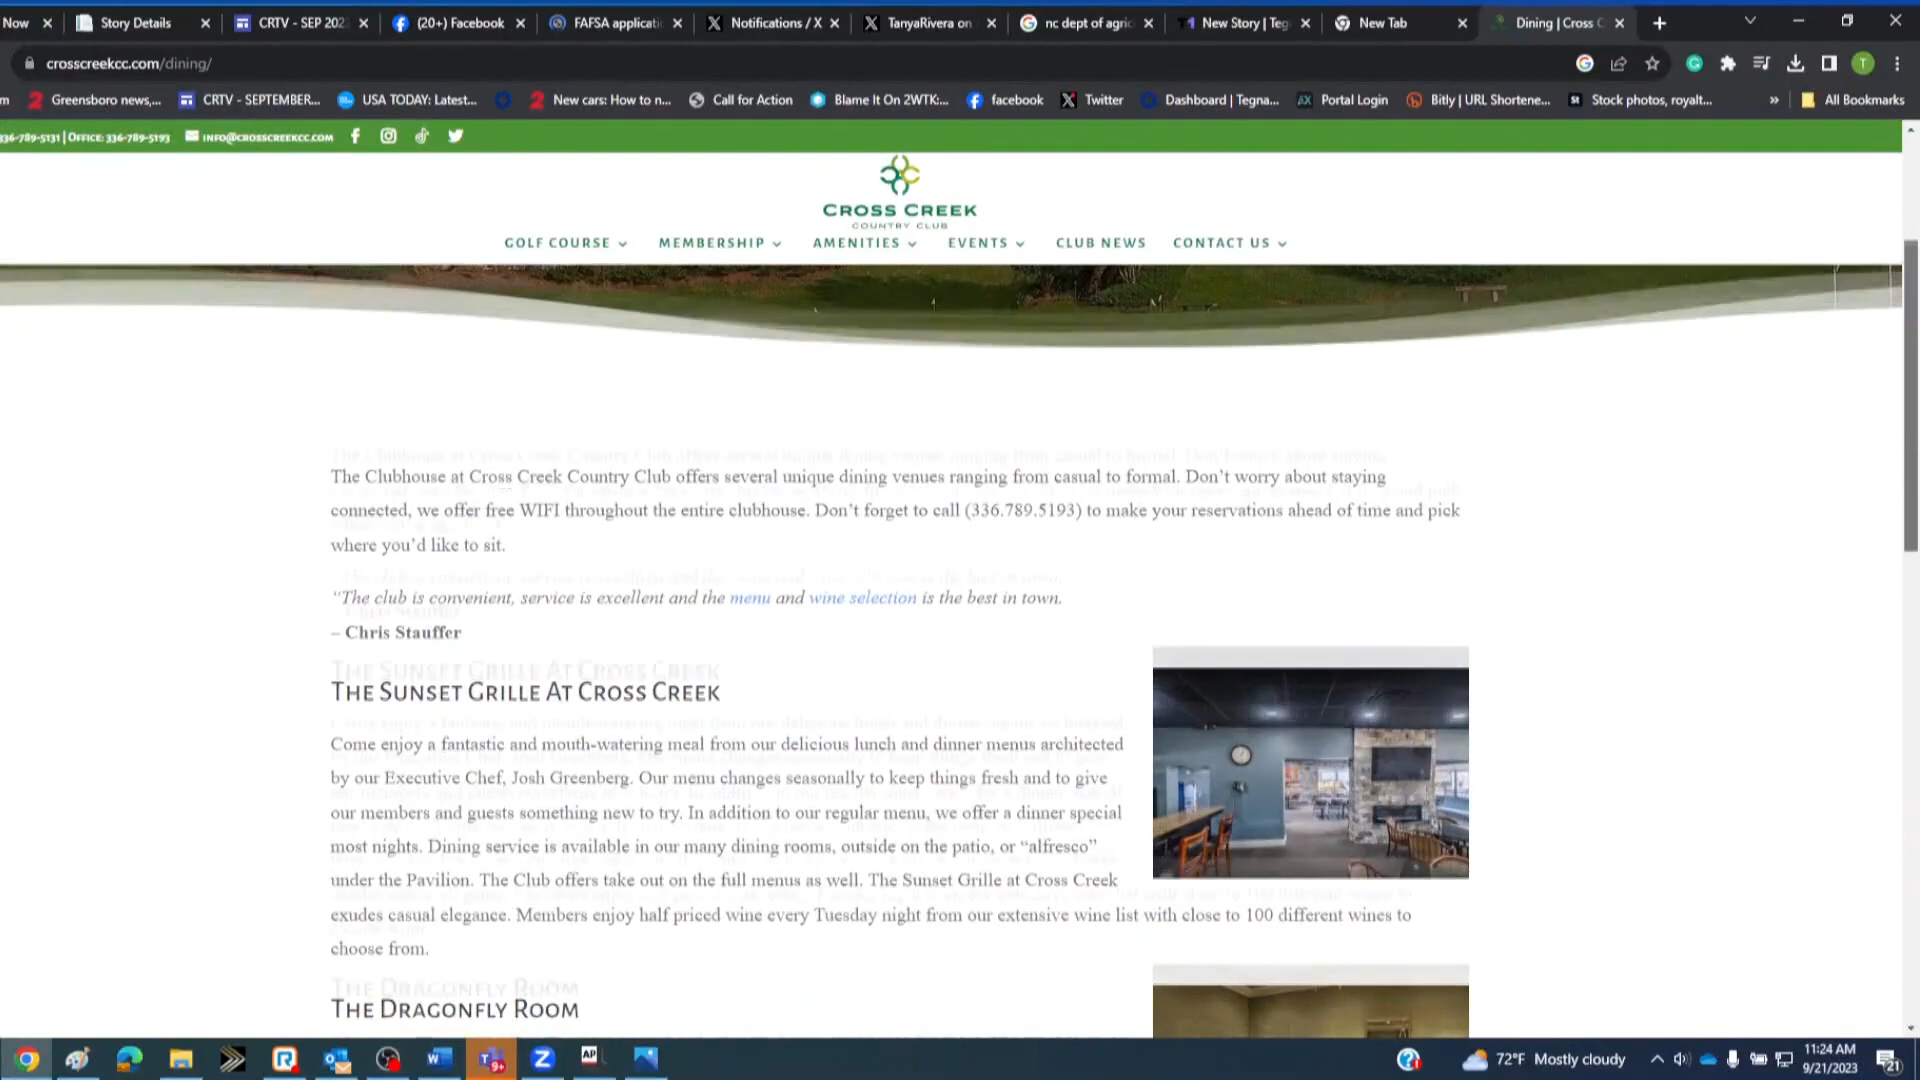 Now
Story Details
CRTV - SEP 202
(20+) Facebook
FAFSA applicati
Notifications / X
TanyaRivera on
nc dept of agric
New Story | Teg
New Tab
Dining | Cross C
crosscreekcc.com/dining/
m
Greensboro news,...
CRTV - SEPTEMBER...
USA TODAY: Latest...
New cars: How to n...
Call for Action
Blame It On 2WTK:...
facebook
Twitter
Dashboard | Tegna...
Portal Login
Bitly | URL Shortene...
Stock photos, royalt...
»
All Bookmarks
336-789-5131 | Office: 336-789-5193
info@crosscreekcc.com
CROSS CREEK
COUNTRY CLUB
GOLF COURSE
MEMBERSHIP
AMENITIES
EVENTS
CLUB NEWS
CONTACT US
The Clubhouse at Cross Creek Country Club offers several unique dining venues ranging from casual to formal. Don’t worry about staying
connected, we offer free WIFI throughout the entire clubhouse. Don’t forget to call (336.789.5193) to make your reservations ahead of time and pick
where you’d like to sit.
"The club is convenient, service is excellent and the menu and wine selection is the best in town.
– Chris Stauffer
The Sunset Grille At Cross Creek
Come enjoy a fantastic and mouth-watering meal from our delicious lunch and dinner menus architected
by our Executive Chef, Josh Greenberg. Our menu changes seasonally to keep things fresh and to give
our members and guests something new to try. In addition to our regular menu, we offer a dinner special
most nights. Dining service is available in our many dining rooms, outside on the patio, or “alfresco”
under the Pavilion. The Club offers take out on the full menus as well. The Sunset Grille at Cross Creek
exudes casual elegance. Members enjoy half priced wine every Tuesday night from our extensive wine list with close to 100 different wines to
choose from.
The Dragonfly Room
AP
9+
72°F Mostly cloudy
11:24 AM
9/21/2023
21